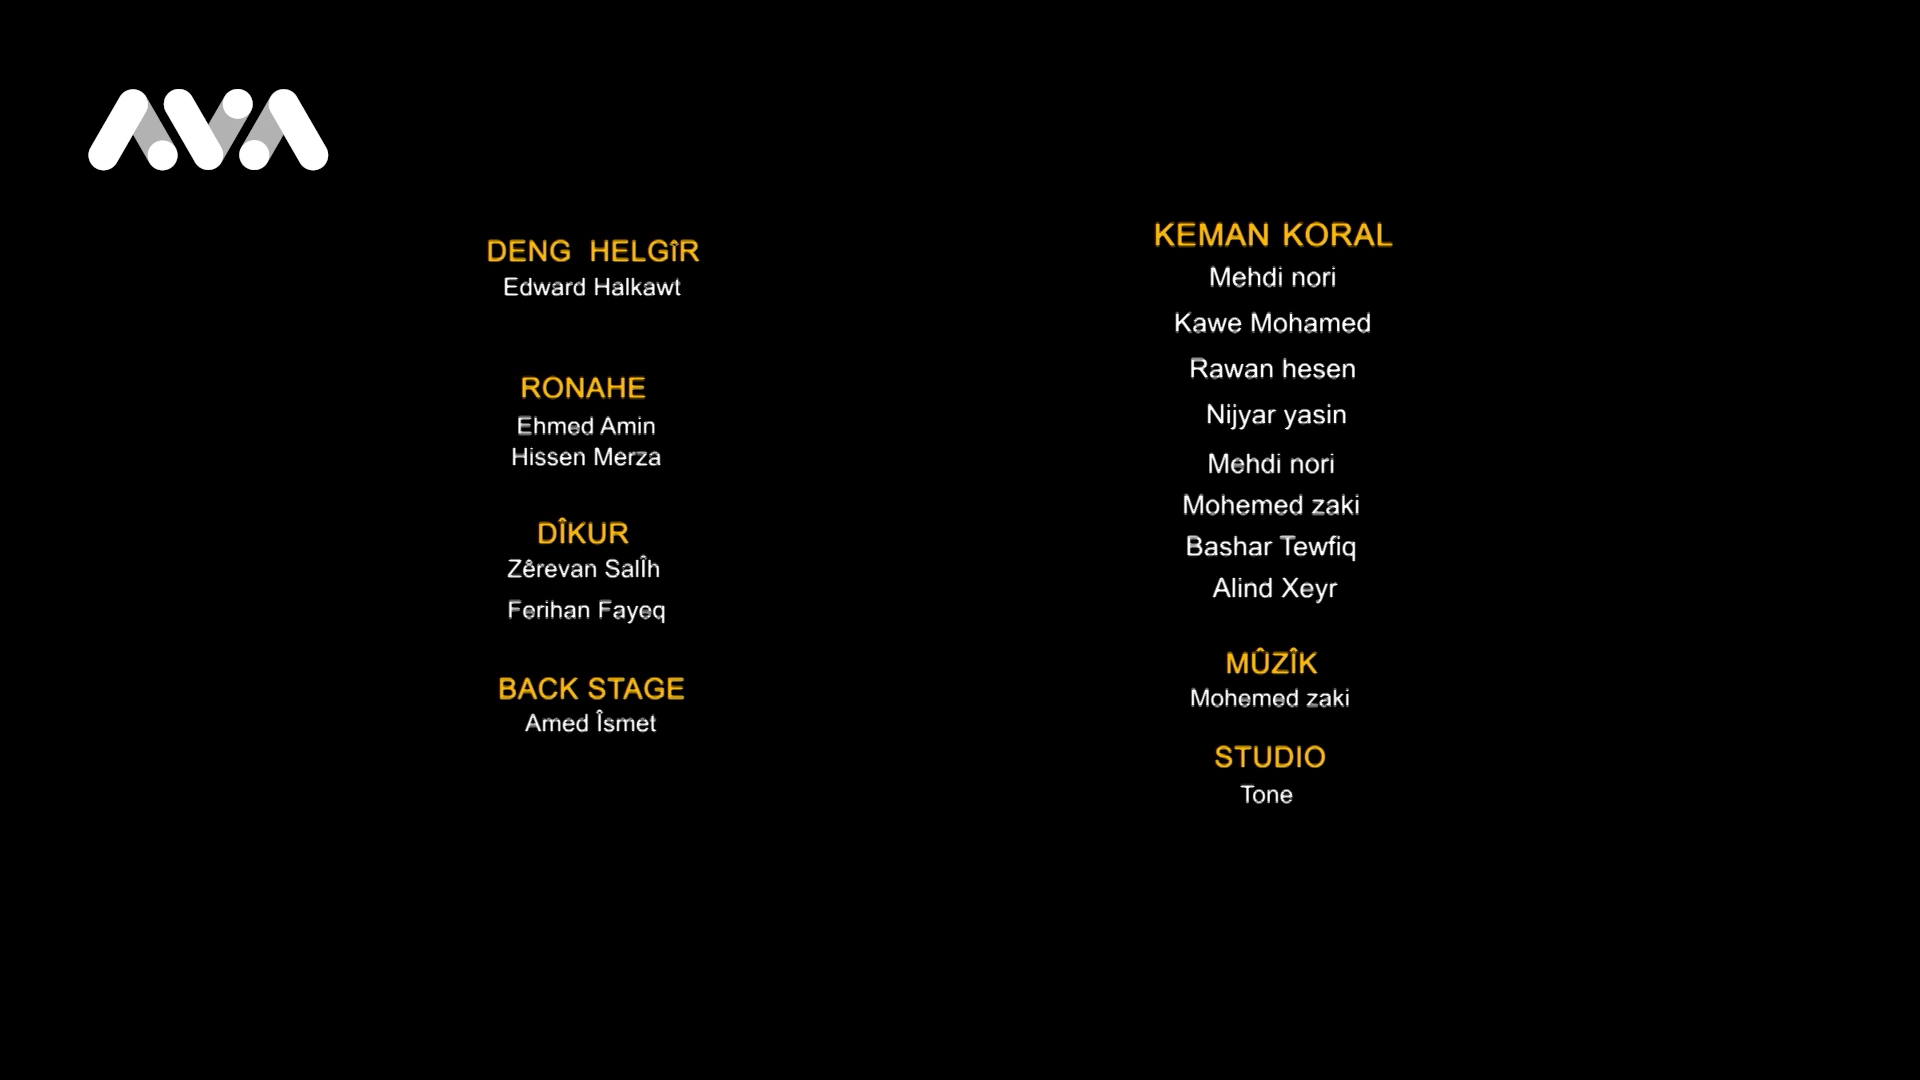 AVA
DENG HELGîR
Edward Halkawt
RONAHE
Ehmed Amin
Hissen Merza
DÎKUR
Zêrevan SalÎh
Ferihan Fayeq
BACK STAGE
Amed Îsmet
KEMAN KORAL
Mehdi nori
Kawe Mohamed
Rawan hesen
Nijyar yasin
Mehdi nori
Mohemed zaki
Bashar Tewfiq
Alind Xeyr
MÛZÎK
Mohemed zaki
STUDIO
Tone